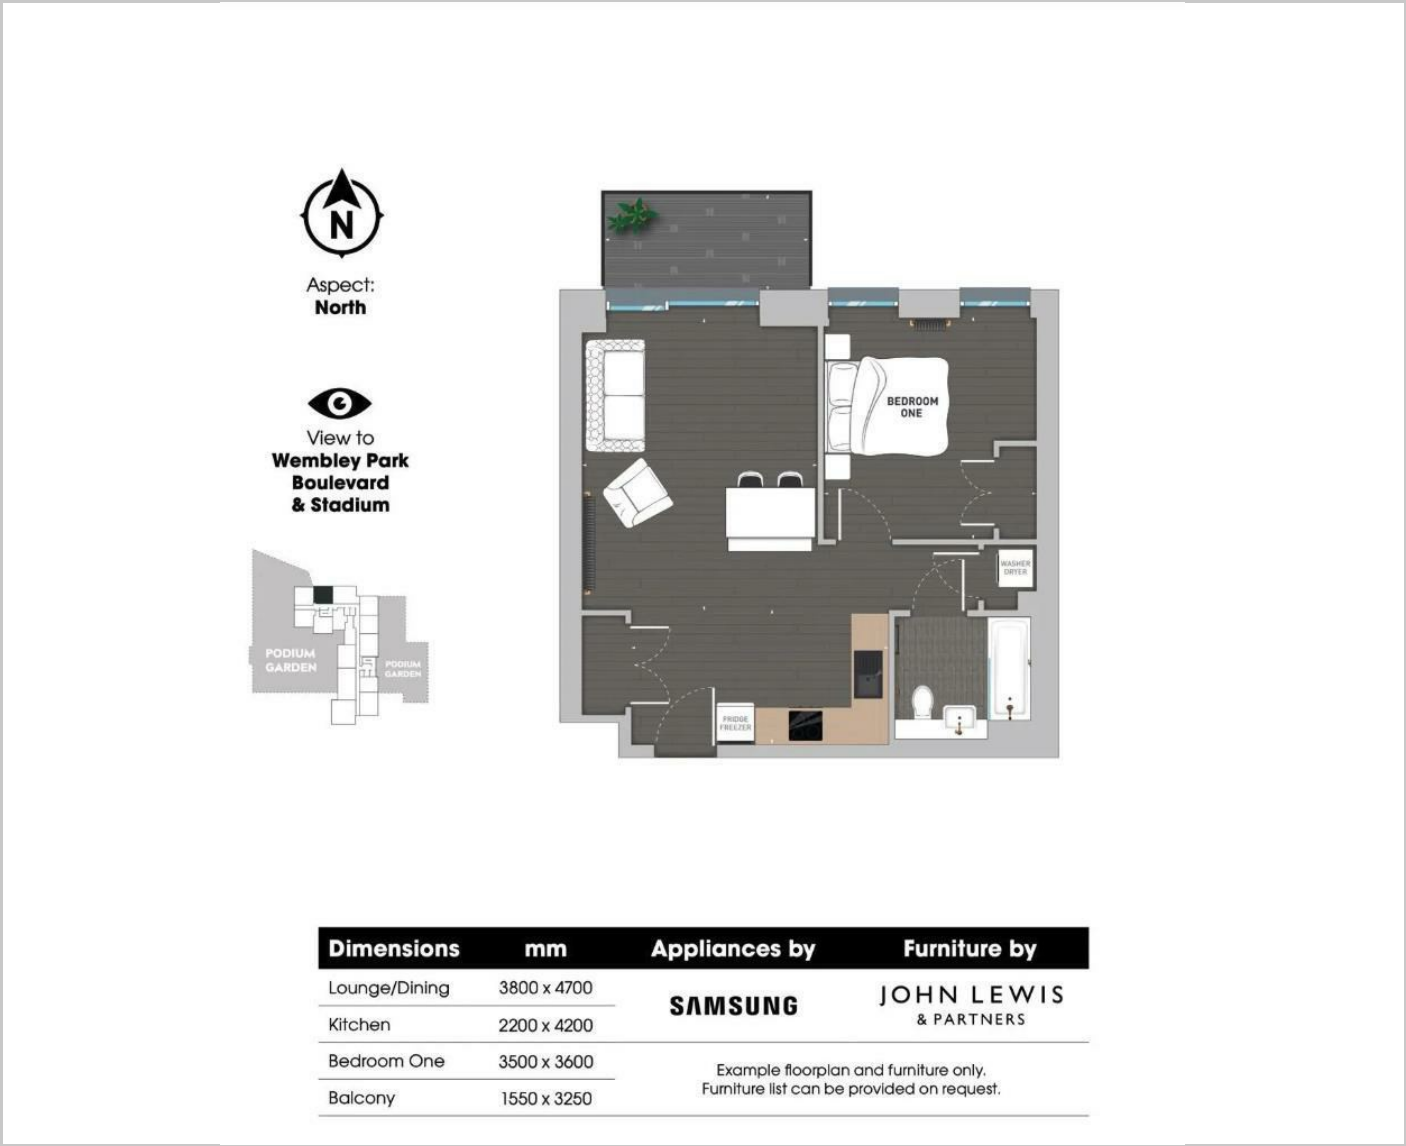 N
Aspect:
North
View to
Wembley Park
Boulevard
& Stadium
PODIUM
GARDEN
PODIUM
GARDEN
BEDROOM
ONE
WASHER
DRYER
FRIDGE
FREEZER
Dimensions mm Appliances by Furniture by
Lounge/Dining 3800 x 4700
Kitchen 2200 x 4200
Bedroom One 3500 x 3600
Balcony 1550 x 3250
SAMSUNG
JOHN LEWIS
& PARTNERS
Example floorplan and furniture only.
Furniture list can be provided on request.